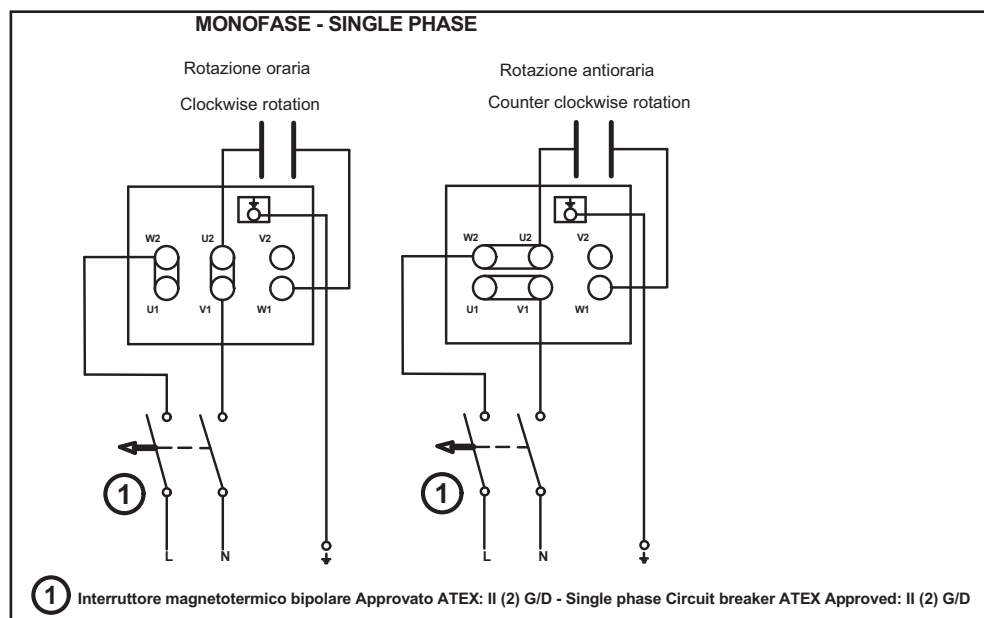 MONOFASE - SINGLE PHASE
Rotazione oraria
Clockwise rotation
W2 U2 V2
U1 V1 W1
1
L N
Rotazione antioraria
Counter clockwise rotation
W2 U2 V2
U1 V1 W1
1
L N
1 Interruttore magnetotermico bipolare Approvato ATEX: II (2) G/D - Single phase Circuit breaker ATEX Approved: II (2) G/D